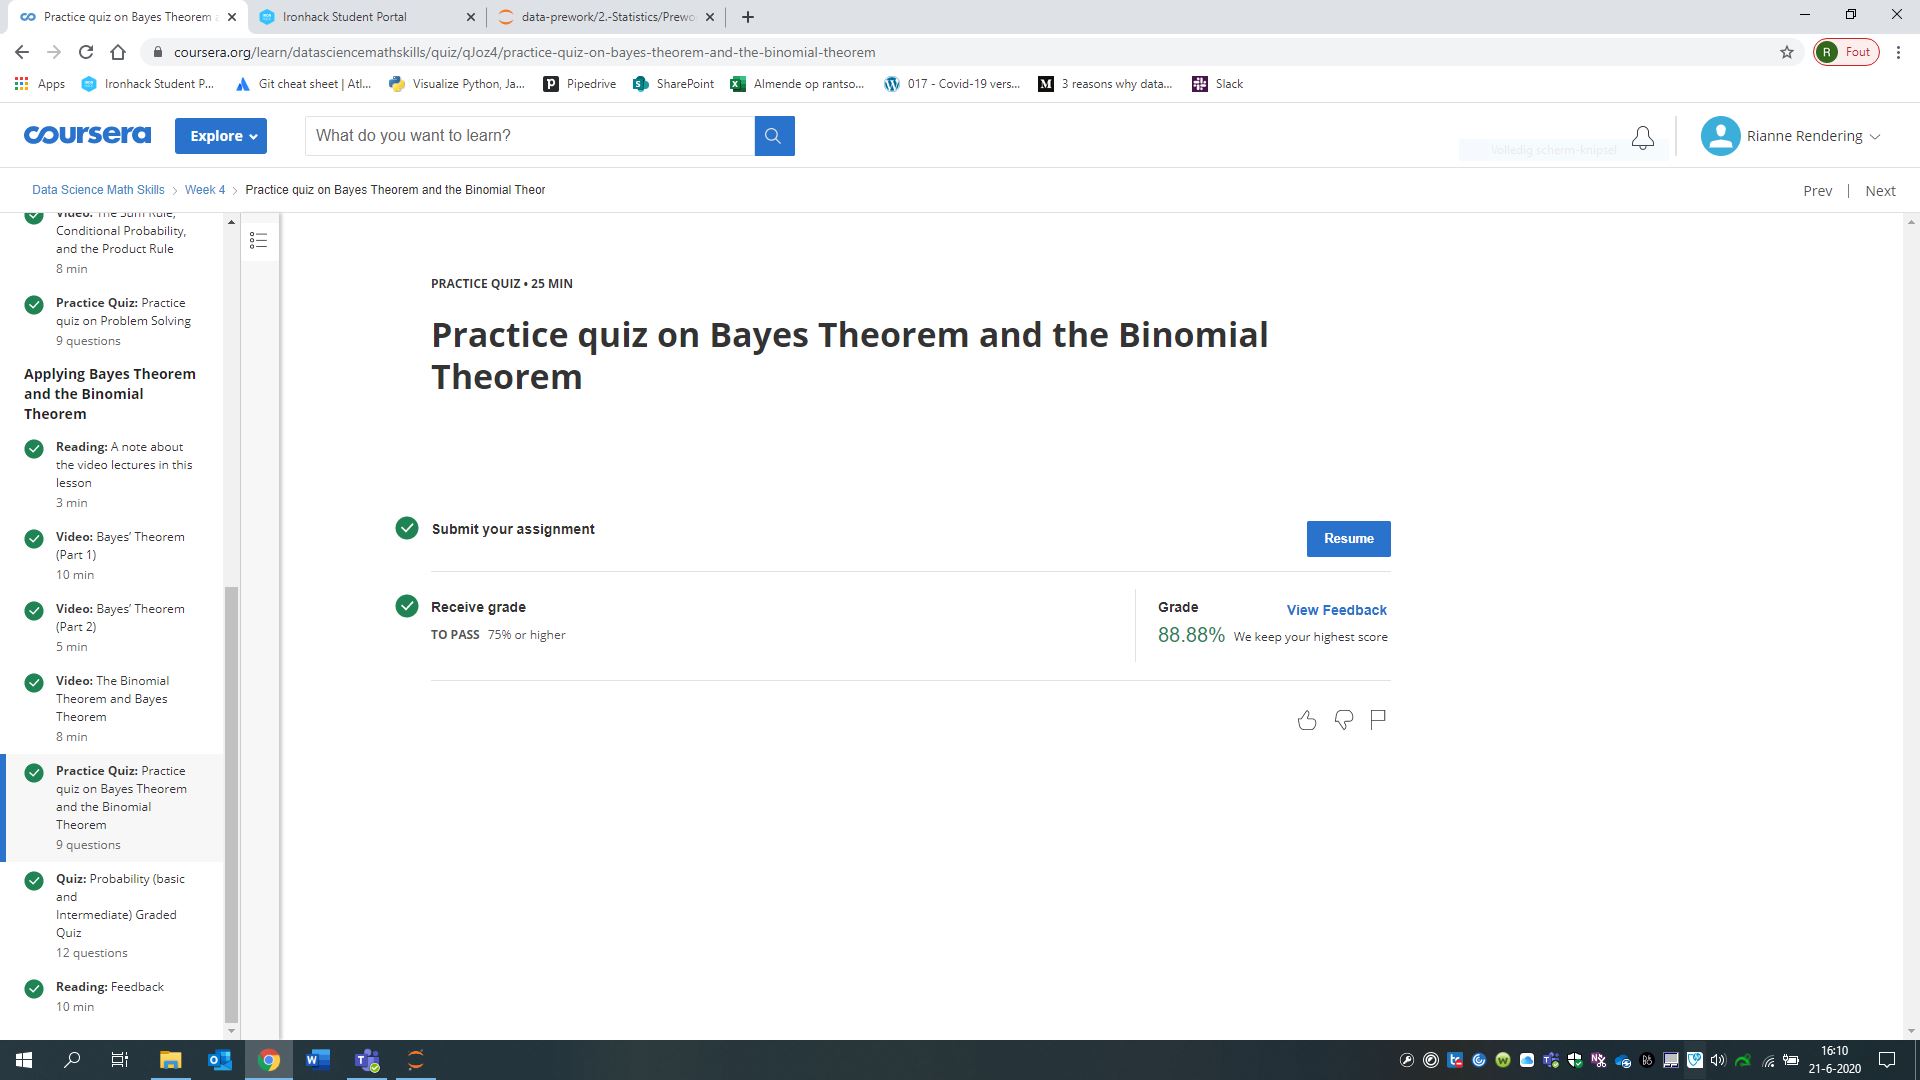 Practice quiz on Bayes Theorem a
Ironhack Student Portal
data-prework/2.-Statistics/Prewo
coursera.org/learn/datasciencemathskills/quiz/qJoz4/practice-quiz-on-bayes-theorem-and-the-binomial-theorem
R Fout
Apps
Ironhack Student P...
Git cheat sheet | Atl...
Visualize Python, Ja...
Pipedrive
SharePoint
Almende op rantso...
017 - Covid-19 vers...
3 reasons why data...
Slack
coursera
Explore
What do you want to learn?
Volledig scherm-knipsel
Rianne Rendering
Data Science Math Skills > Week 4 > Practice quiz on Bayes Theorem and the Binomial Theor
Prev | Next
Video: The Sum Rule,
Conditional Probability,
and the Product Rule
8 min
Practice Quiz: Practice
quiz on Problem Solving
9 questions
Applying Bayes Theorem
and the Binomial
Theorem
Reading: A note about
the video lectures in this
lesson
3 min
Video: Bayes’ Theorem
(Part 1)
10 min
Video: Bayes’ Theorem
(Part 2)
5 min
Video: The Binomial
Theorem and Bayes
Theorem
8 min
Practice Quiz: Practice
quiz on Bayes Theorem
and the Binomial
Theorem
9 questions
Quiz: Probability (basic
and
Intermediate) Graded
Quiz
12 questions
Reading: Feedback
10 min
PRACTICE QUIZ • 25 MIN
Practice quiz on Bayes Theorem and the Binomial
Theorem
Submit your assignment
Resume
Receive grade
TO PASS 75% or higher
Grade
View Feedback
88.88% We keep your highest score
16:10
21-6-2020